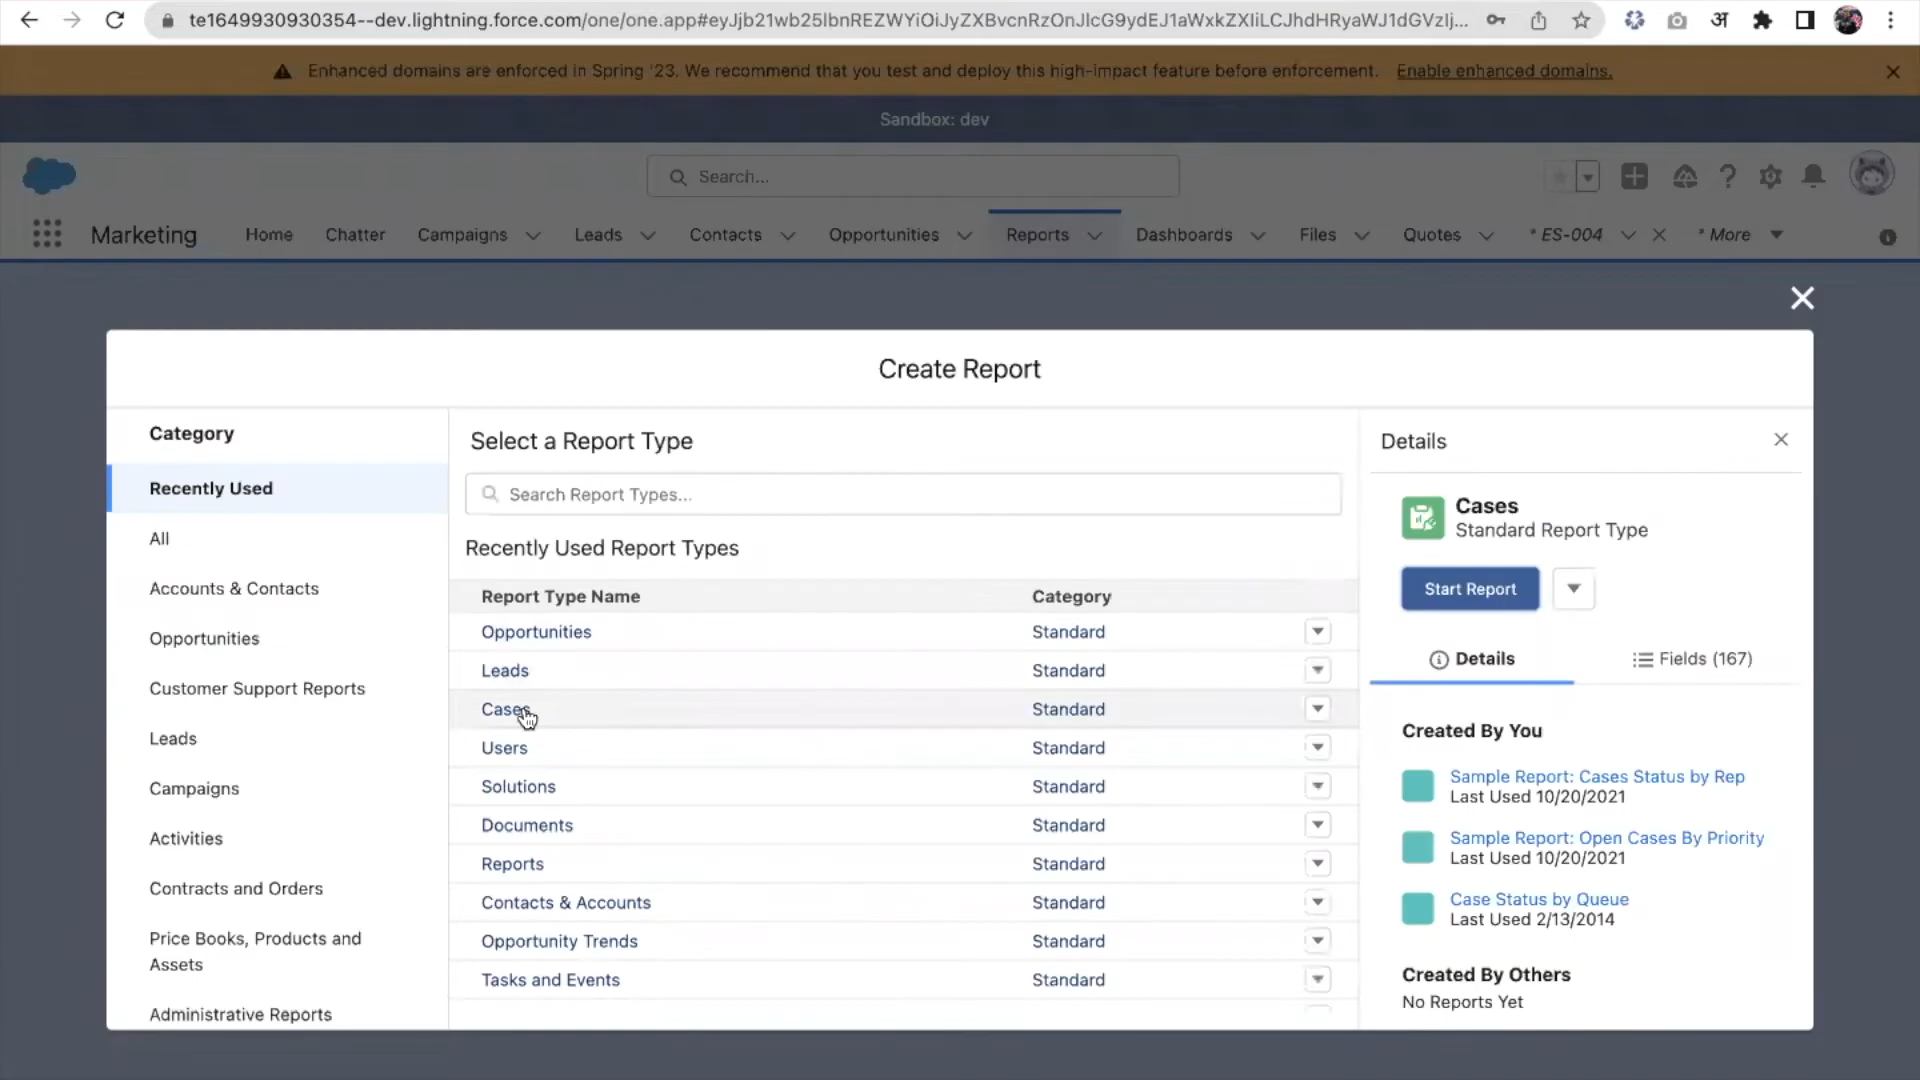 te1649930930354--dev.lightning.force.com/one/one.app#eyJjb21wb25lbnREZWYiOiJyZXBvcnRzOnJlcG9ydEJ1aWxkZXIiLCJhdHRyaWJ1dGVzIj...
अ
Enhanced domains are enforced in Spring '23. We recommend that you test and deploy this high-impact feature before enforcement. Enable enhanced domains.
Sandbox: dev
Search...
Marketing Home Chatter Campaigns Leads Contacts Opportunities Reports Dashboards Files Quotes * ES-004 * More
Create Report
Category
Recently Used
All
Accounts & Contacts
Opportunities
Customer Support Reports
Leads
Campaigns
Activities
Contracts and Orders
Price Books, Products and
Assets
Administrative Reports
Select a Report Type
Search Report Types...
Recently Used Report Types
Report Type Name Category
Opportunities Standard
Leads Standard
Cases Standard
Users Standard
Solutions Standard
Documents Standard
Reports Standard
Contacts & Accounts Standard
Opportunity Trends Standard
Tasks and Events Standard
Details
Cases
Standard Report Type
Start Report
Details Fields (167)
Created By You
Sample Report: Cases Status by Rep
Last Used 10/20/2021
Sample Report: Open Cases By Priority
Last Used 10/20/2021
Case Status by Queue
Last Used 2/13/2014
Created By Others
No Reports Yet